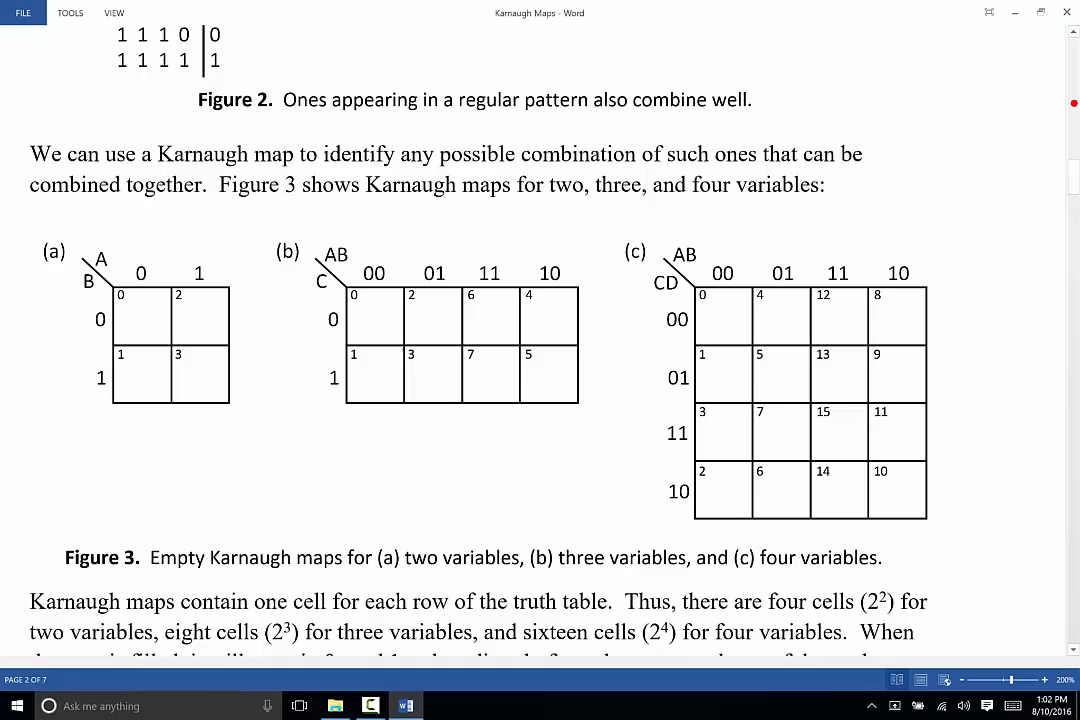 FILE TOOLS VIEW Karnaugh Maps - Word
1 1 1 0 0
1 1 1 1 1
Figure 2. Ones appearing in a regular pattern also combine well.
We can use a Karnaugh map to identify any possible combination of such ones that can be
combined together. Figure 3 shows Karnaugh maps for two, three, and four variables:
(a)
A
B
0 1
0 0 2
1 1 3
(b)
AB
C
00 01 11 10
0 0 2 6 4
1 1 3 7 5
(c)
AB
CD
00 01 11 10
00 0 4 12 8
01 1 5 13 9
11 3 7 15 11
10 2 6 14 10
Figure 3. Empty Karnaugh maps for (a) two variables, (b) three variables, and (c) four variables.
Karnaugh maps contain one cell for each row of the truth table. Thus, there are four cells (2²) for
two variables, eight cells (2³) for three variables, and sixteen cells (2⁴) for four variables. When
PAGE 2 OF 7 200%
Ask me anything
1:02 PM
8/10/2016